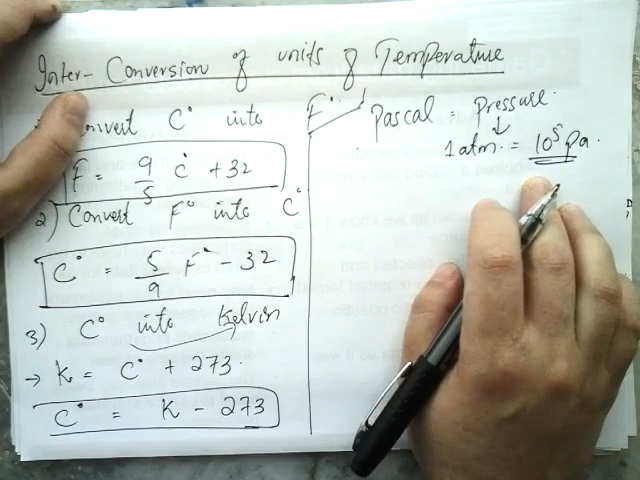 Inter-Conversion of units of Temperature
Convert C° into F°
F = 9/5 C° + 32
2) Convert F° into C°
C° = 5/9 F° - 32
3) C° into Kelvin
→ K = C° + 273.
C° = K - 273
Pascal = Pressure.
1 atm. = 10⁵ Pa.